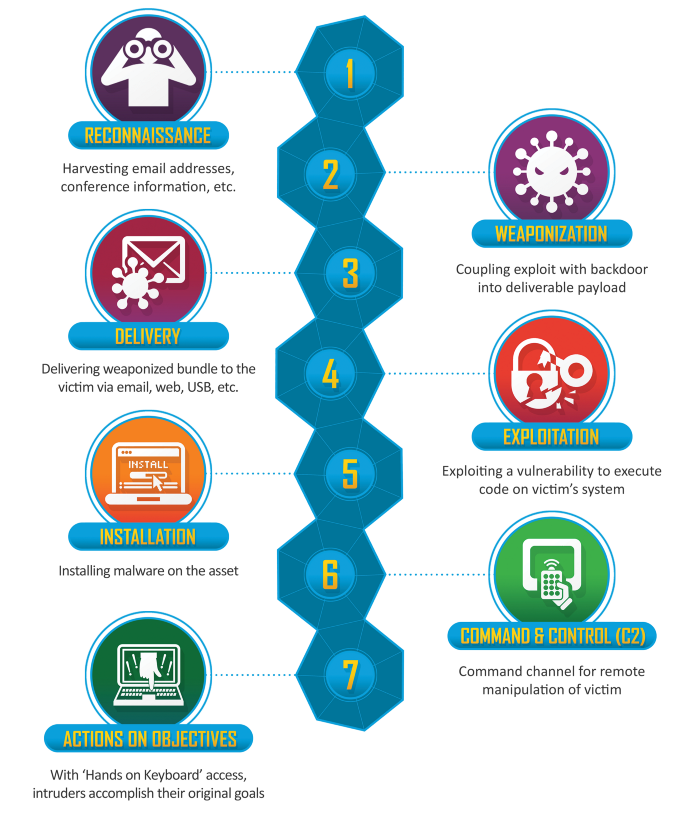 1
RECONNAISSANCE
Harvesting email addresses,
conference information, etc.
2
WEAPONIZATION
Coupling exploit with backdoor
into deliverable payload
3
DELIVERY
Delivering weaponized bundle to the
victim via email, web, USB, etc.
4
EXPLOITATION
Exploiting a vulnerability to execute
code on victim’s system
5
INSTALL
INSTALLATION
Installing malware on the asset
6
COMMAND & CONTROL (C2)
Command channel for remote
manipulation of victim
7
ACTIONS ON OBJECTIVES
With ‘Hands on Keyboard’ access,
intruders accomplish their original goals